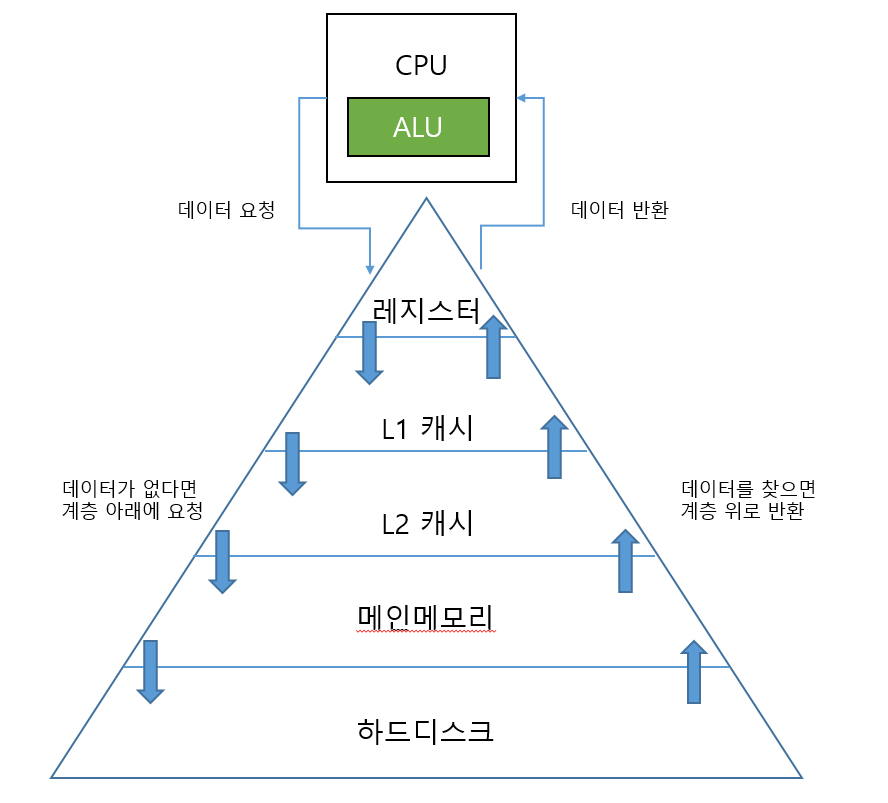 CPU
ALU
데이터 요청
데이터 반환
레지스터
L1 캐시
데이터가 없다면
계층 아래에 요청
데이터를 찾으면
계층 위로 반환
L2 캐시
메인메모리
하드디스크